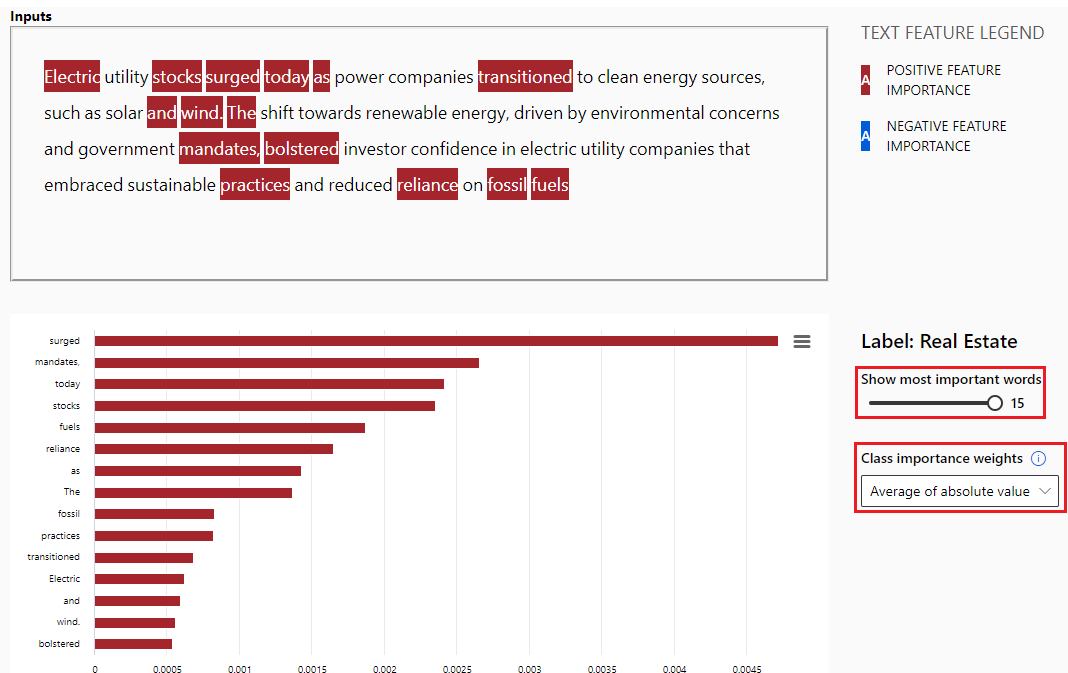 Inputs
Electric utility stocks surged today as power companies transitioned to clean energy sources,
such as solar and wind. The shift towards renewable energy, driven by environmental concerns
and government mandates, bolstered investor confidence in electric utility companies that
embraced sustainable practices and reduced reliance on fossil fuels
TEXT FEATURE LEGEND
A POSITIVE FEATURE
IMPORTANCE
A NEGATIVE FEATURE
IMPORTANCE
surged
mandates,
today
stocks
fuels
reliance
as
The
fossil
practices
transitioned
Electric
and
wind.
bolstered
0 0.0005 0.001 0.0015 0.002 0.0025 0.003 0.0035 0.004 0.0045
Label: Real Estate
Show most important words
15
Class importance weights
Average of absolute value